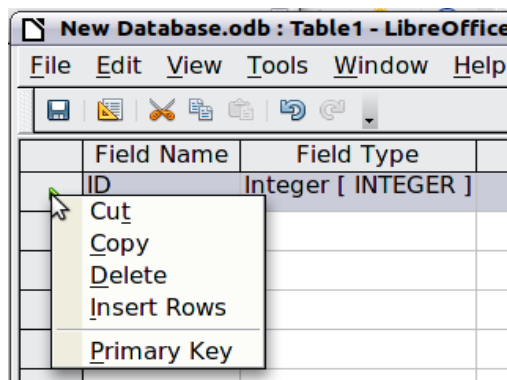 New Database.odb : Table1 - LibreOffice
File Edit View Tools Window Help
Field Name Field Type
ID Integer [ INTEGER ]
Cut
Copy
Delete
Insert Rows
Primary Key